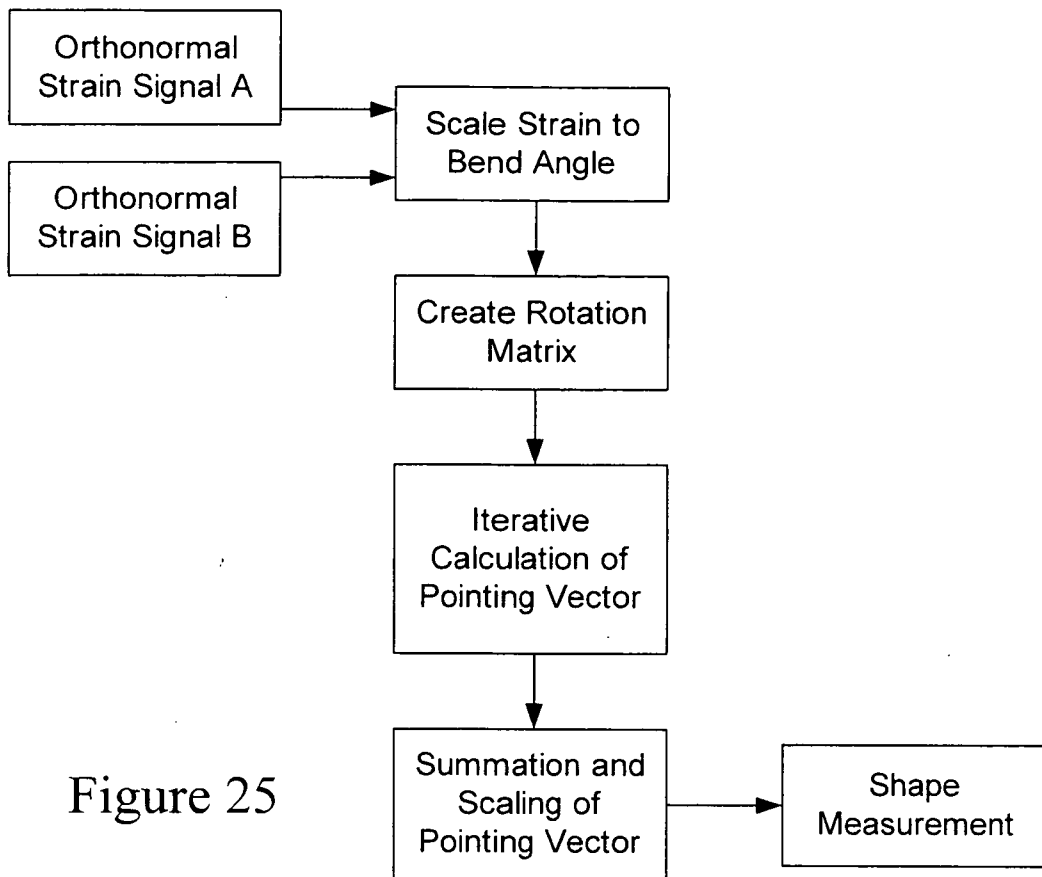 Orthonormal
Strain Signal A
Scale Strain to
Bend Angle
Orthonormal
Strain Signal B
Create Rotation
Matrix
Iterative
Calculation of
Pointing Vector
Summation and
Scaling of
Pointing Vector
Shape
Measurement
Figure 25